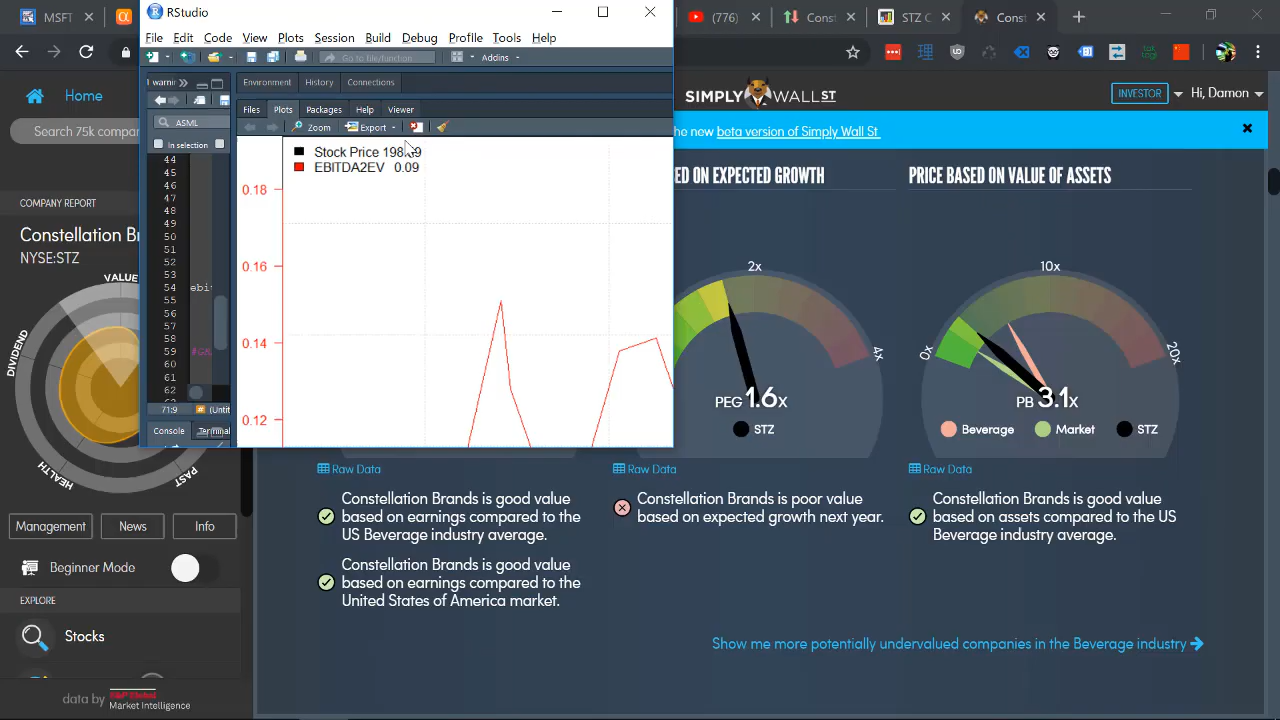 MSFT
(776)
Const
STZ C
Const
Home
Search 75k compa
COMPANY REPORT
Constellation Br
NYSE:STZ
VALUE
DIVIDEND
HEALTH
PAST
Management
News
Info
Beginner Mode
EXPLORE
Stocks
data by
S&P Global
Market Intelligence
RStudio
File Edit Code View Plots Session Build Debug Profile Tools Help
Go to file/function
Addins
1 warni
Environment History Connections
Files Plots Packages Help Viewer
Zoom
Export
ASML
In selection
44
45
46
47
48
49
50
51
52
53
54 ebit
55
56
57
58
59
60
61
62
71:9
(Untit
Console
Terminal
Stock Price
EBITDA2EV 0.09
0.18
0.16
0.14
0.12
SIMPLY WALL ST
INVESTOR
Hi, Damon
he new beta version of Simply Wall St.
ED ON EXPECTED GROWTH
2x
4x
PEG 1.6x
STZ
Raw Data
Constellation Brands is good value
based on earnings compared to the
US Beverage industry average.
Constellation Brands is good value
based on earnings compared to the
United States of America market.
Raw Data
Constellation Brands is poor value
based on expected growth next year.
PRICE BASED ON VALUE OF ASSETS
10x
0x
20x
PB 3.1x
Beverage
Market
STZ
Raw Data
Constellation Brands is good value
based on assets compared to the US
Beverage industry average.
Show me more potentially undervalued companies in the Beverage industry